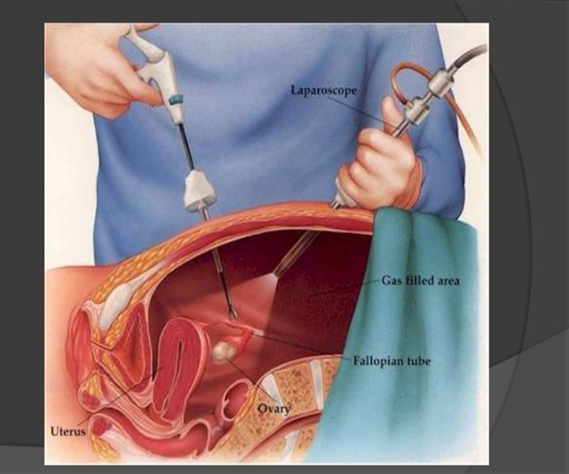 Laparoscope
Gas filled area
Fallopian tube
Ovary
Uterus